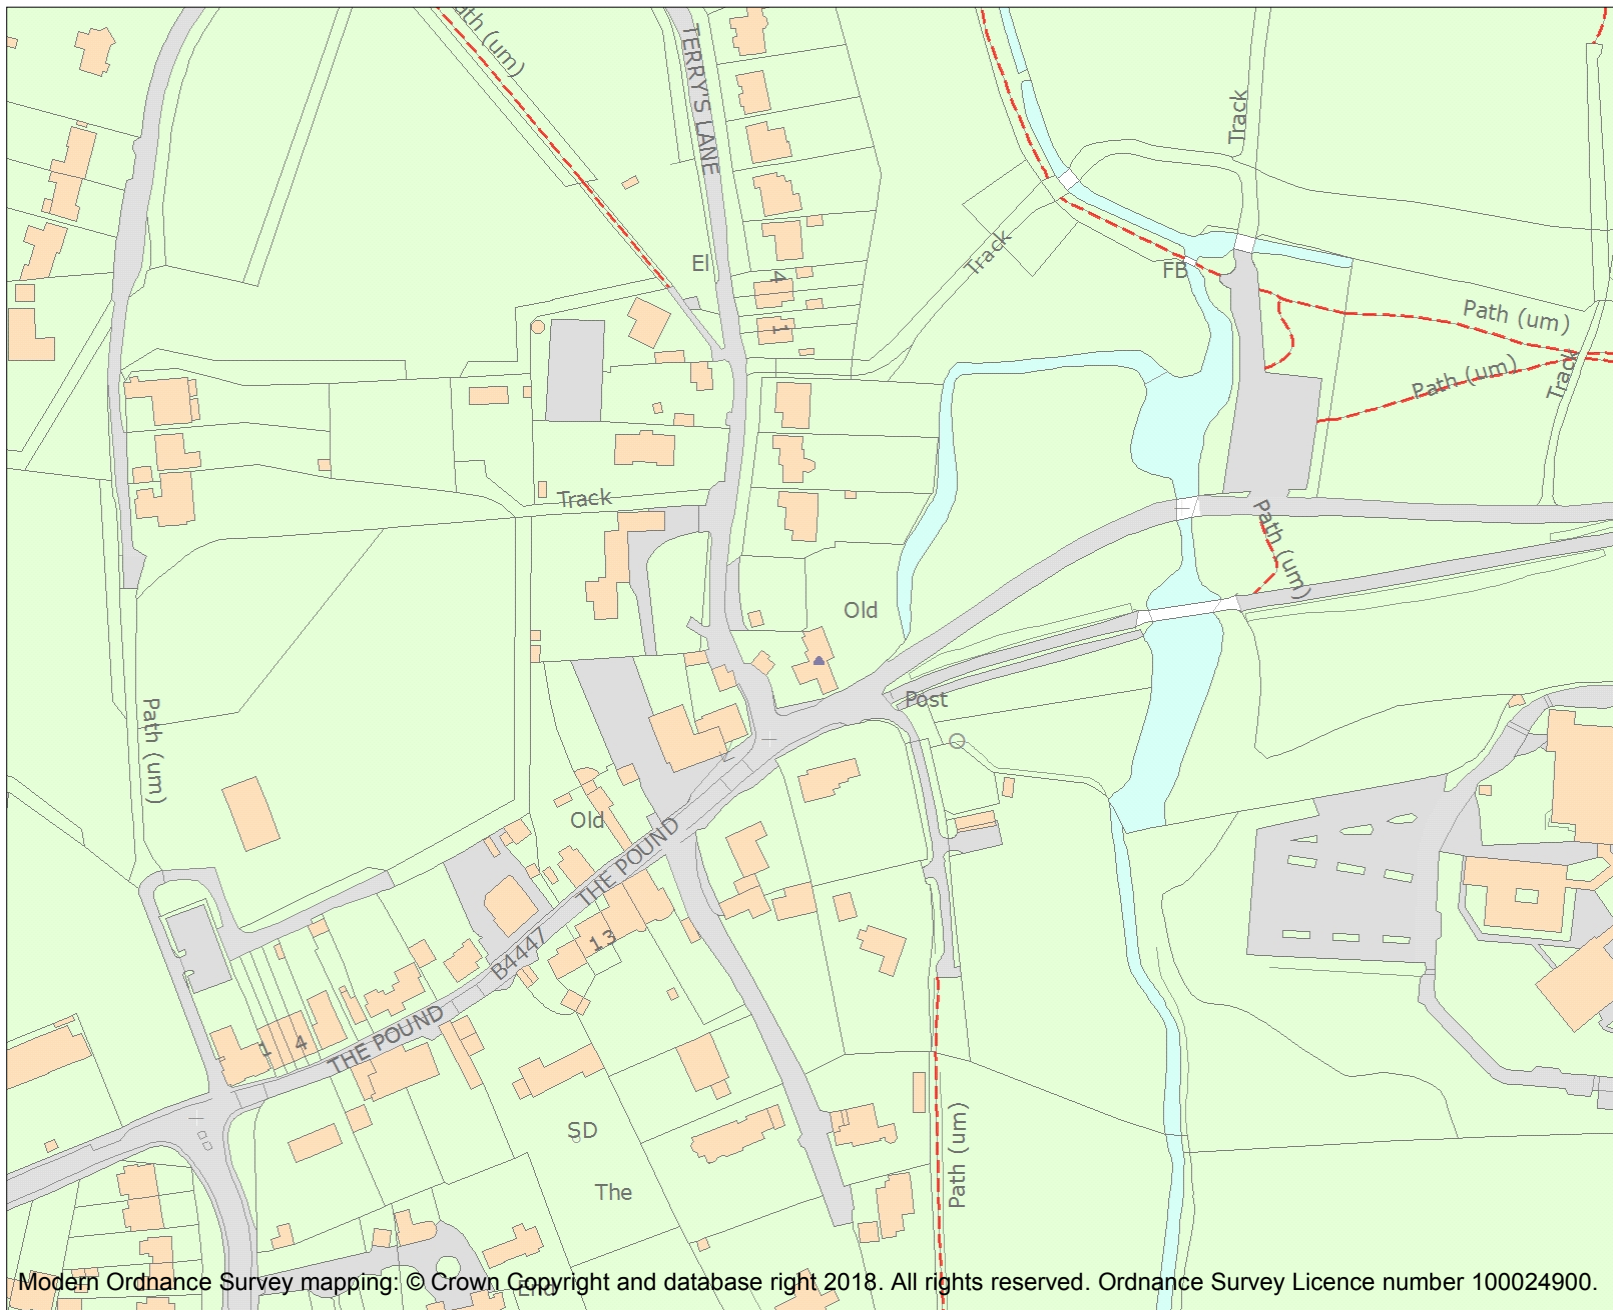 ath (um)
TERRY'S LANE
Track
El
4
Track
FB
1
Path (um)
Path (um)
Track
Track
Path (um)
Old
Post
Path (um)
Old
THE POUND
13
B4447
THE POUND
1
4
SD
Path (um)
The
End
Modern Ordnance Survey mapping: © Crown Copyright and database right 2018. All rights reserved. Ordnance Survey Licence number 100024900.